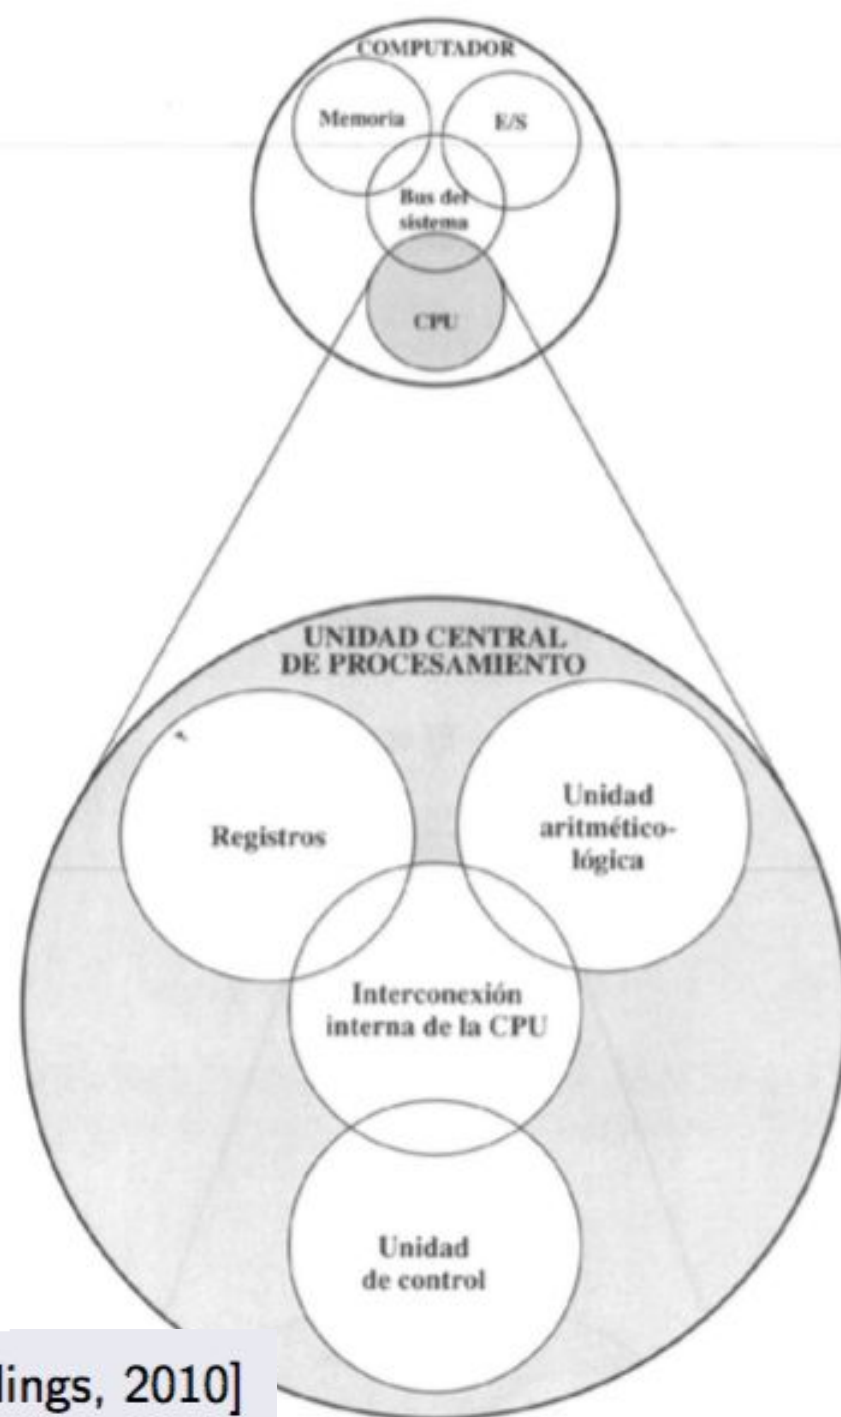 COMPUTADOR
Memoria
E/S
Bus del
sistema
CPU
UNIDAD CENTRAL
DE PROCESAMIENTO
Registros
Unidad
aritmético-
lógica
Interconexión
interna de la CPU
Unidad
de control
lings, 2010]